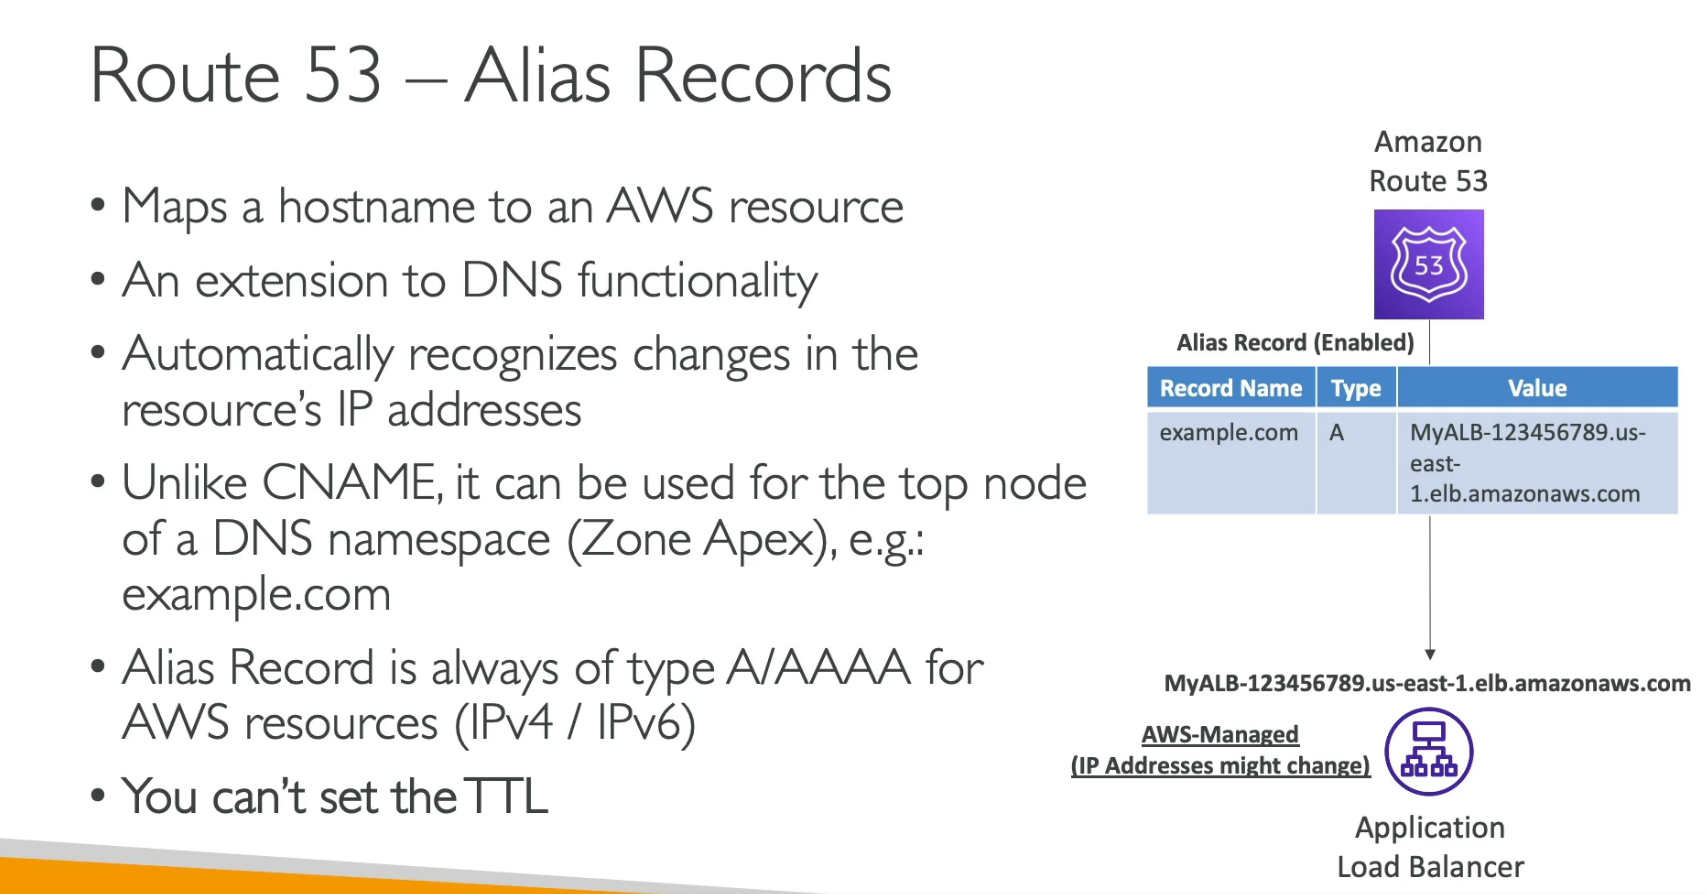 Route 53 – Alias Records
• Maps a hostname to an AWS resource
• An extension to DNS functionality
• Automatically recognizes changes in the
resource's IP addresses
• Unlike CNAME, it can be used for the top node
of a DNS namespace (Zone Apex), e.g.:
example.com
• Alias Record is always of type A/AAAA for
AWS resources (IPv4 / IPv6)
• You can't set the TTL
Amazon
Route 53
53
Alias Record (Enabled)
Record Name Type Value
example.com A MyALB-123456789.us-
east-
1.elb.amazonaws.com
MyALB-123456789.us-east-1.elb.amazonaws.com
AWS-Managed
(IP Addresses might change)
Application
Load Balancer